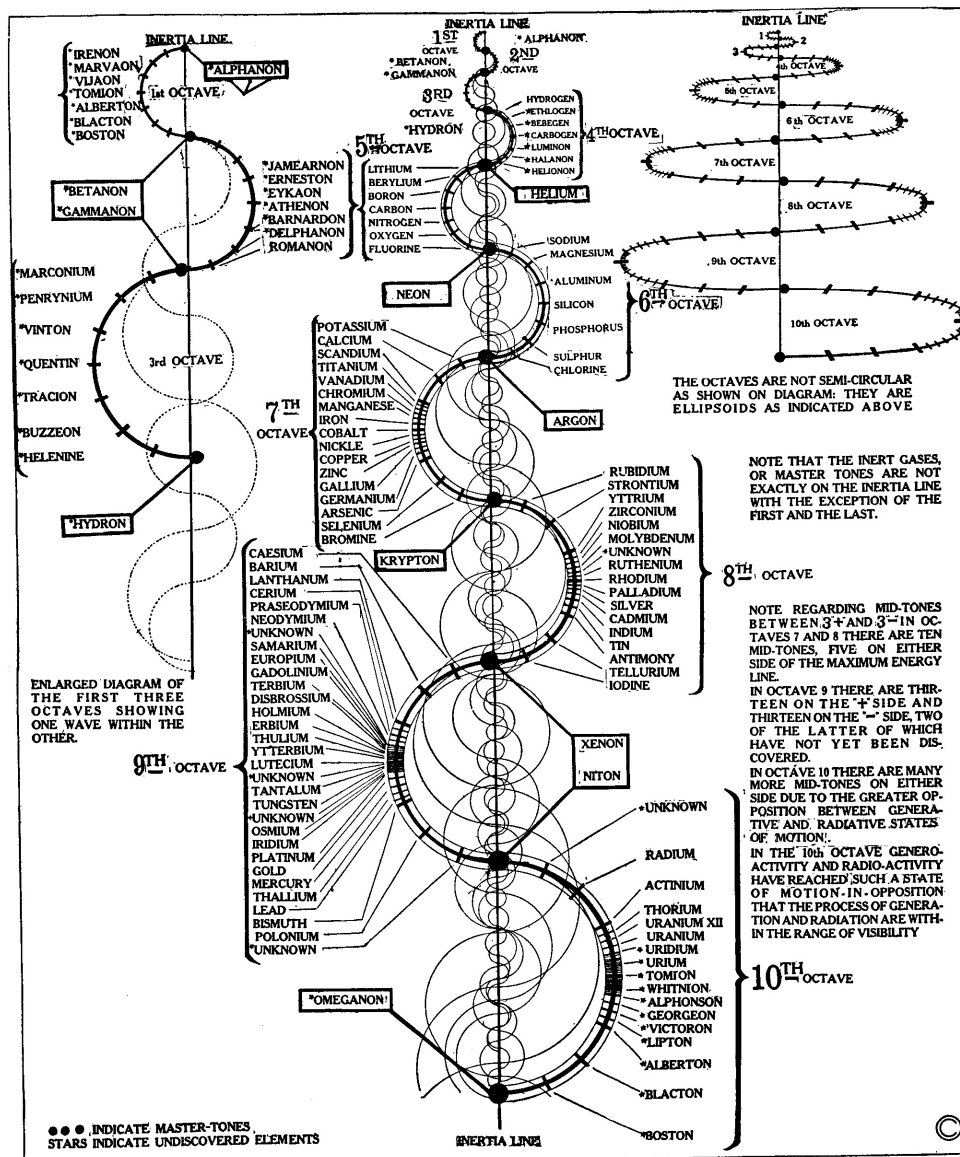 INERTIA LINE
*IRENON
*MARVAON
*VIJAON
*TOMION
*ALBERTON
*BLACTON
*BOSTON
*ALPHANON
1st OCTAVE
*BETANON
*GAMMANON
*JAMEARNON
*ERNESTON
*EYKAON
*ATHENON
*BARNARDON
*DELPHANON
ROMANON
*MARCONIUM
*PENRYNIUM
*VINTON
*QUENTIN
*TRACION
*BUZZEON
*HELENINE
3rd OCTAVE
*HYDRON
ENLARGED DIAGRAM OF
THE FIRST THREE
OCTAVES SHOWING
ONE WAVE WITHIN THE
OTHER.
INERTIA LINE
1ST
OCTAVE
*ALPHANON
2ND
OCTAVE
*BETANON
*GAMMANON
3RD
OCTAVE
*HYDRON
HYDROGEN
*ETHLOGEN
*BEBEGEN
*CARBOGEN
*LUMINON
*HALANON
*HELIONON
4TH OCTAVE
HELIUM
5TH
OCTAVE
LITHIUM
BERYLIUM
BORON
CARBON
NITROGEN
OXYGEN
FLUORINE
NEON
SODIUM
MAGNESIUM
ALUMINUM
SILICON
PHOSPHORUS
SULPHUR
CHLORINE
6TH
OCTAVE
ARGON
7TH
OCTAVE
POTASSIUM
CALCIUM
SCANDIUM
TITANIUM
VANADIUM
CHROMIUM
MANGANESE
IRON
COBALT
NICKLE
COPPER
ZINC
GALLIUM
GERMANIUM
ARSENIC
SELENIUM
BROMINE
KRYPTON
RUBIDIUM
STRONTIUM
YTTRIUM
ZIRCONIUM
NIOBIUM
MOLYBDENUM
*UNKNOWN
RUTHENIUM
RHODIUM
PALLADIUM
SILVER
CADMIUM
INDIUM
TIN
ANTIMONY
TELLURIUM
IODINE
8TH OCTAVE
9TH OCTAVE
CAESIUM
BARIUM
LANTHANUM
CERIUM
PRASEODYMIUM
NEODYMIUM
*UNKNOWN
SAMARIUM
EUROPIUM
GADOLINIUM
TERBIUM
DISBROSSIUM
HOLMIUM
ERBIUM
THULIUM
YTTERBIUM
LUTECIUM
*UNKNOWN
TANTALUM
TUNGSTEN
*UNKNOWN
OSMIUM
IRIDIUM
PLATINUM
GOLD
MERCURY
THALLIUM
LEAD
BISMUTH
POLONIUM
*UNKNOWN
XENON
NITON
*UNKNOWN
RADIUM
ACTINIUM
THORIUM
URANIUM XII
URANIUM
*URIDIUM
*URIUM
*TOMION
*WHITNION
*ALPHONSON
*GEORGEON
*VICTORON
*LIPTON
*ALBERTON
*BLACTON
*BOSTON
10TH OCTAVE
*OMEGANON
INERTIA LINE
INERTIA LINE
1
2
3
4th OCTAVE
5th OCTAVE
6th OCTAVE
7th OCTAVE
8th OCTAVE
9th OCTAVE
10th OCTAVE
THE OCTAVES ARE NOT SEMI-CIRCULAR
AS SHOWN ON DIAGRAM: THEY ARE
ELLIPSOIDS AS INDICATED ABOVE
NOTE THAT THE INERT GASES,
OR MASTER TONES ARE NOT
EXACTLY ON THE INERTIA LINE
WITH THE EXCEPTION OF THE
FIRST AND THE LAST.
NOTE REGARDING MID-TONES
BETWEEN 3+ AND 3- IN OC-
TAVES 7 AND 8 THERE ARE TEN
MID-TONES, FIVE ON EITHER
SIDE OF THE MAXIMUM ENERGY
LINE.
IN OCTAVE 9 THERE ARE THIR-
TEEN ON THE "+" SIDE AND
THIRTEEN ON THE "-" SIDE, TWO
OF THE LATTER OF WHICH
HAVE NOT YET BEEN DIS-
COVERED.
IN OCTAVE 10 THERE ARE MANY
MORE MID-TONES ON EITHER
SIDE DUE TO THE GREATER OP-
POSITION BETWEEN GENERA-
TIVE AND RADIATIVE STATES
OF MOTION.
IN THE 10th OCTAVE GENERO-
ACTIVITY AND RADIO-ACTIVITY
HAVE REACHED SUCH A STATE
OF MOTION-IN-OPPOSITION
THAT THE PROCESS OF GENERA-
TION AND RADIATION ARE WITH-
IN THE RANGE OF VISIBILITY
●●● INDICATE MASTER-TONES
STARS INDICATE UNDISCOVERED ELEMENTS
©